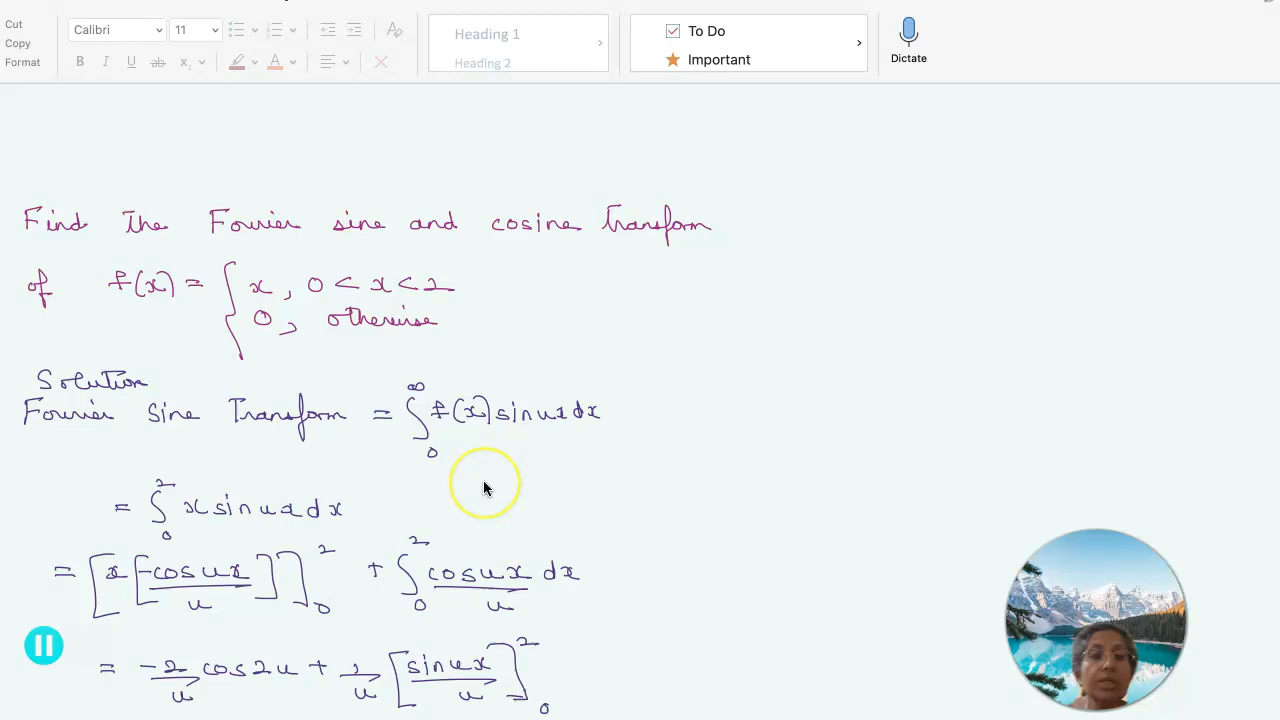 Cut
Copy
Format
Calibri 11
B I U ab x
A
Heading 1
Heading 2
To Do
Important
Dictate
Find the Fourier sine and cosine transform
of f(x) = { x, 0 < x < 2
0, otherwise
Solution
Fourier Sine Transform = ∫₀^∞ f(x) sin ux dx
= ∫₀² x sin ux dx
= [x [-cos ux / u]]₀² + ∫₀² cos ux / u dx
= -2/u cos 2u + 1/u [sin ux / u]₀²